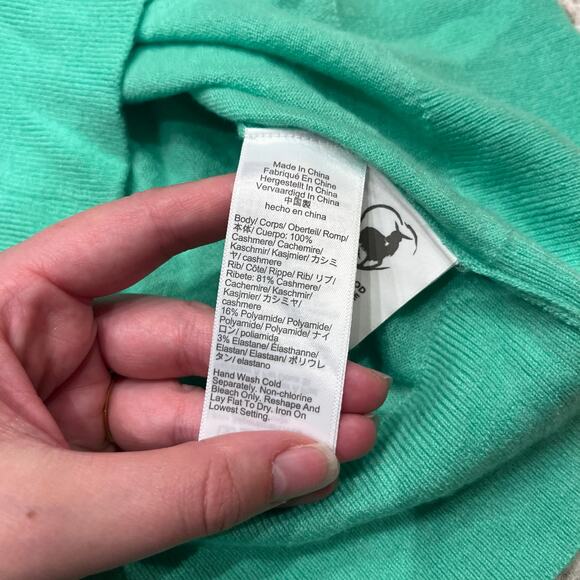 Made In China
Fabriqué En Chine
Hergestellt In China
Vervaardigd In China
中国製
hecho en china
Body/ Corps/ Oberteil/ Romp/
本体/ Cuerpo: 100%
Cashmere/ Cachemire/
Kaschmir/ Kasjmier/ カシミ
ヤ/ cashmere
Rib/ Côte/ Rippe/ Rib/ リブ/
Ribete: 81% Cashmere/
Cachemire/ Kaschmir/
Kasjmier/ カシミヤ/
cashmere
16% Polyamide/ Polyamide/
Polyamide/ Polyamide/ ナイ
ロン/ poliamida
3% Elastane/ Élasthanne/
Elastan/ Elastaan/ ポリウレ
タン/ elastano
Hand Wash Cold
Separately. Non-chlorine
Bleach Only. Reshape And
Lay Flat To Dry. Iron On
Lowest Setting.